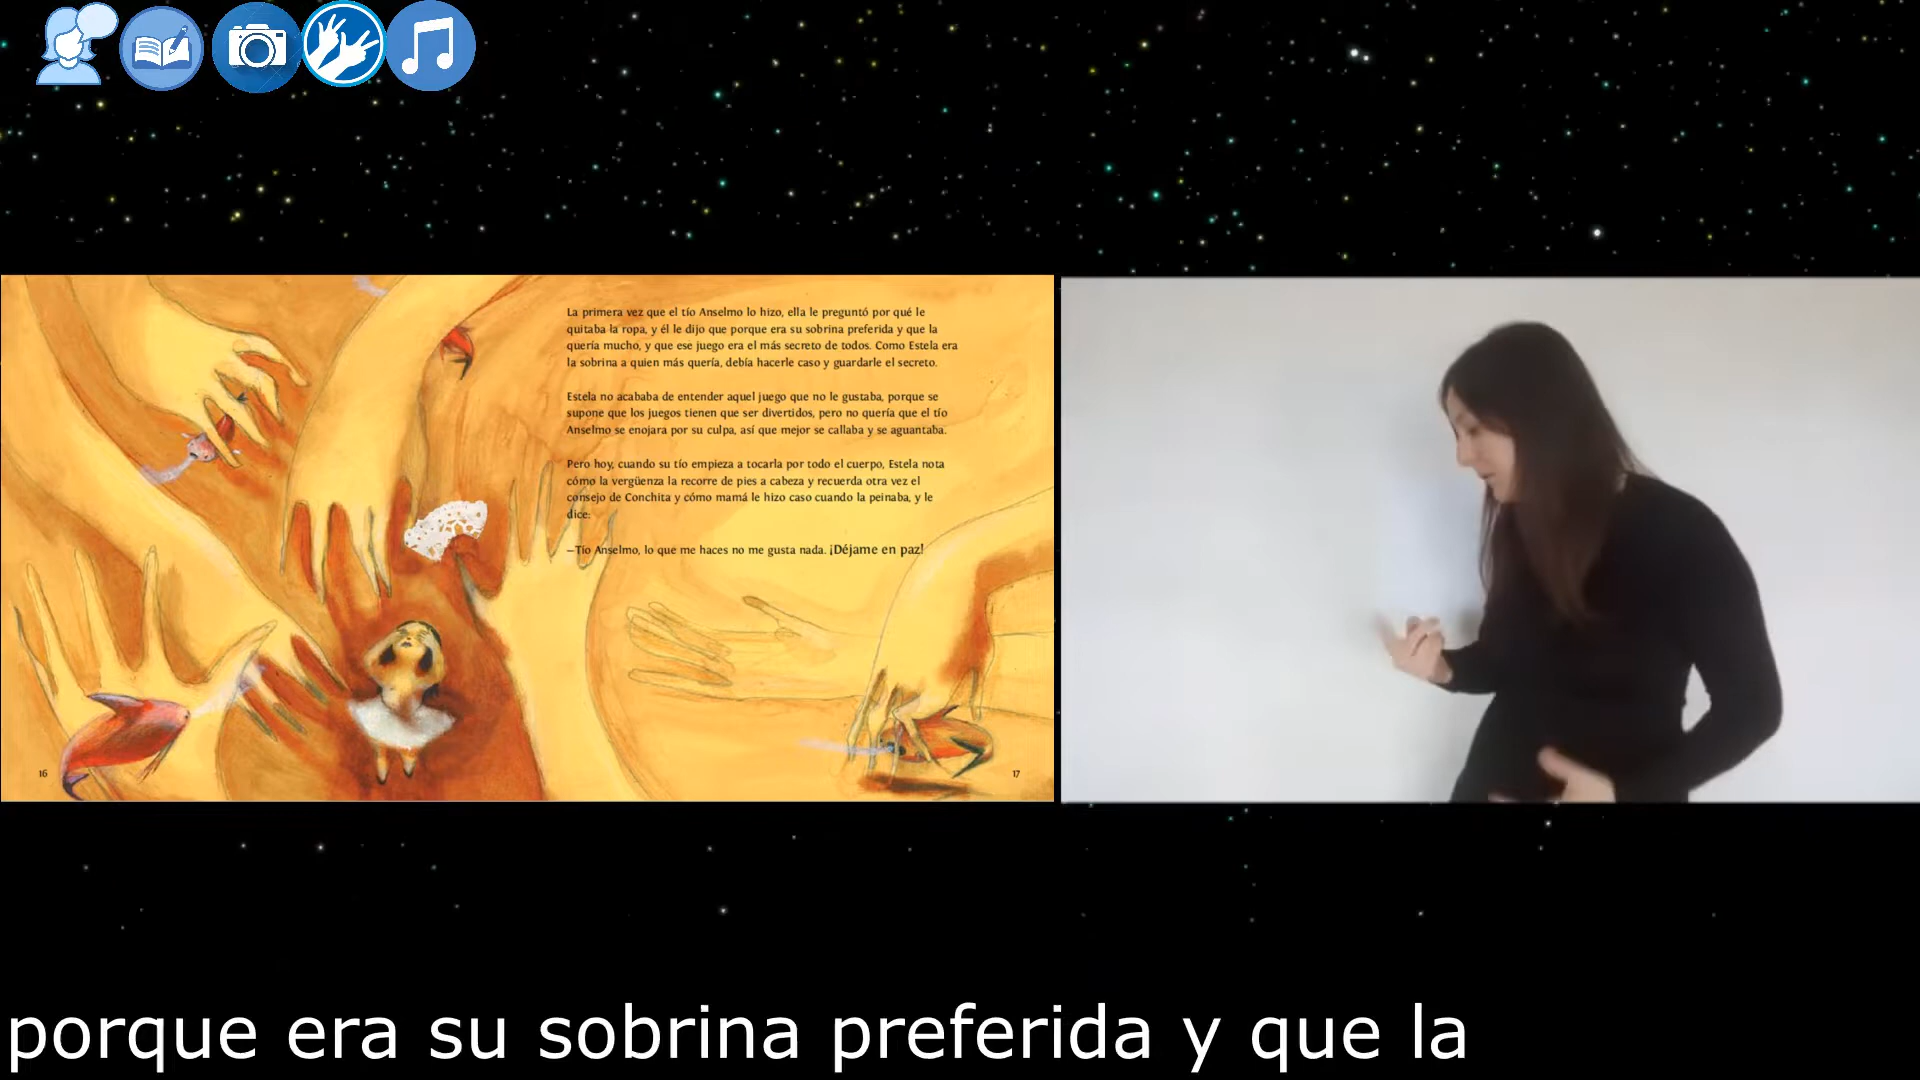 La primera vez que el tío Anselmo lo hizo, ella le preguntó por qué le
quitaba la ropa, y él le dijo que porque era su sobrina preferida y que la
quería mucho, y que ese juego era el más secreto de todos. Como Estela era
la sobrina a quien más quería, debía hacerle caso y guardarle el secreto.
Estela no acababa de entender aquel juego que no le gustaba, porque se
supone que los juegos tienen que ser divertidos, pero no quería que el tío
Anselmo se enojara por su culpa, así que mejor se callaba y se aguantaba.
Pero hoy, cuando su tío empieza a tocarla por todo el cuerpo, Estela nota
cómo la vergüenza la recorre de pies a cabeza y recuerda otra vez el
consejo de Conchita y cómo mamá le hizo caso cuando la peinaba, y le
dice:
—Tío Anselmo, lo que me haces no me gusta nada. ¡Déjame en paz!
16
17
porque era su sobrina preferida y que la